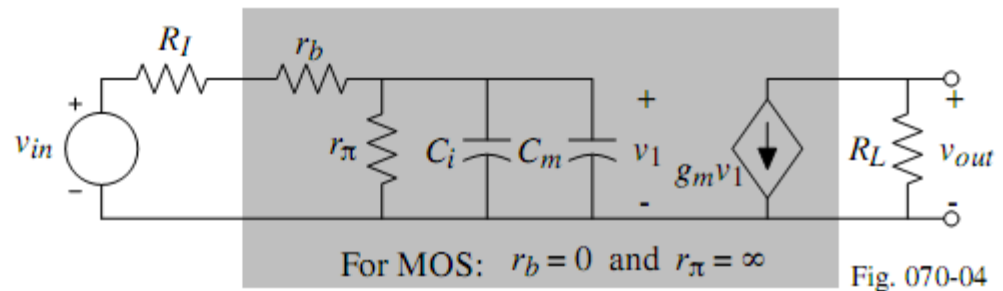 R_I
r_b
+
v_in
−
r_π
C_i
C_m
+
v_1
-
g_m v_1
R_L
+
v_out
-
For MOS: r_b = 0 and r_π = ∞
Fig. 070-04